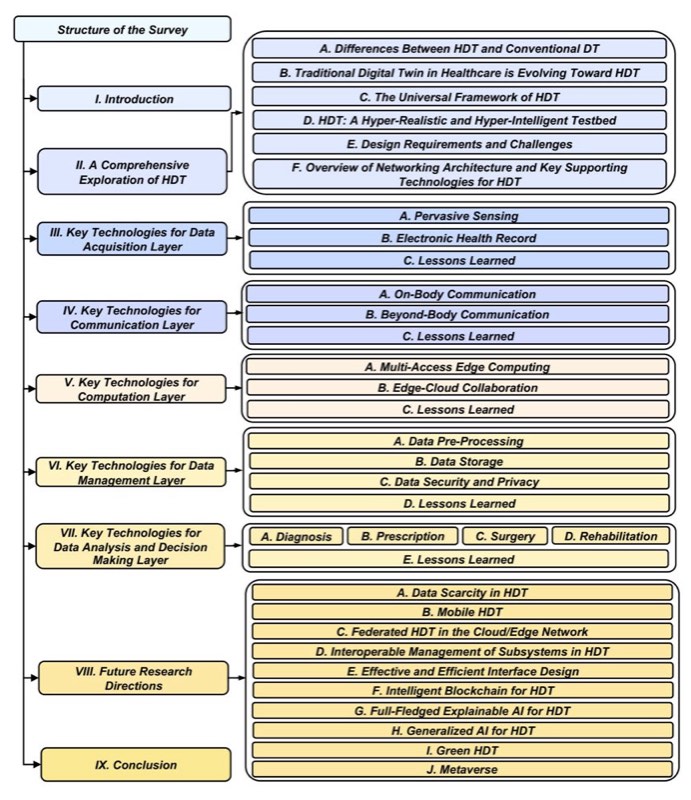 Structure of the Survey
I. Introduction
II. A Comprehensive
Exploration of HDT
A. Differences Between HDT and Conventional DT
B. Traditional Digital Twin in Healthcare is Evolving Toward HDT
C. The Universal Framework of HDT
D. HDT: A Hyper-Realistic and Hyper-Intelligent Testbed
E. Design Requirements and Challenges
F. Overview of Networking Architecture and Key Supporting
Technologies for HDT
III. Key Technologies for Data
Acquisition Layer
A. Pervasive Sensing
B. Electronic Health Record
C. Lessons Learned
IV. Key Technologies for
Communication Layer
A. On-Body Communication
B. Beyond-Body Communication
C. Lessons Learned
V. Key Technologies for
Computation Layer
A. Multi-Access Edge Computing
B. Edge-Cloud Collaboration
C. Lessons Learned
VI. Key Technologies for Data
Management Layer
A. Data Pre-Processing
B. Data Storage
C. Data Security and Privacy
D. Lessons Learned
VII. Key Technologies for
Data Analysis and Decision
Making Layer
A. Diagnosis
B. Prescription
C. Surgery
D. Rehabilitation
E. Lessons Learned
VIII. Future Research
Directions
A. Data Scarcity in HDT
B. Mobile HDT
C. Federated HDT in the Cloud/Edge Network
D. Interoperable Management of Subsystems in HDT
E. Effective and Efficient Interface Design
F. Intelligent Blockchain for HDT
G. Full-Fledged Explainable AI for HDT
H. Generalized AI for HDT
I. Green HDT
J. Metaverse
IX. Conclusion